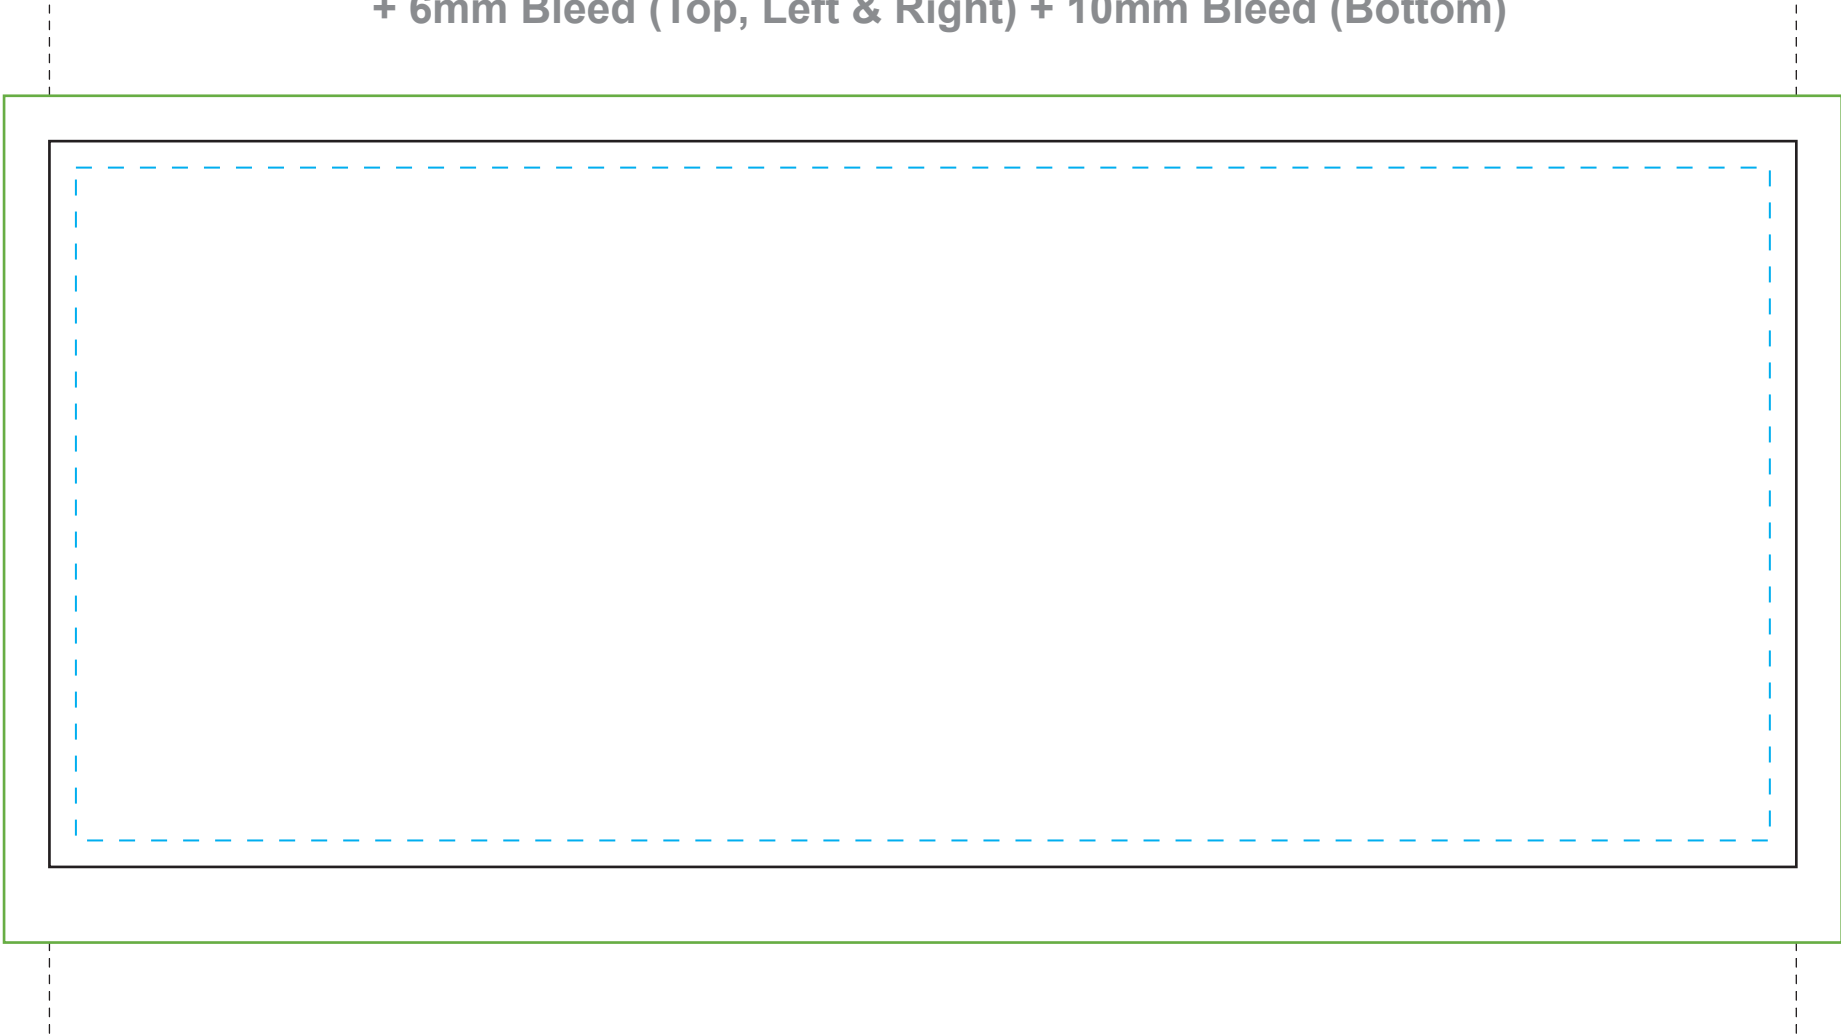 + 6mm Bleed (Top, Left & Right) + 10mm Bleed (Bottom)